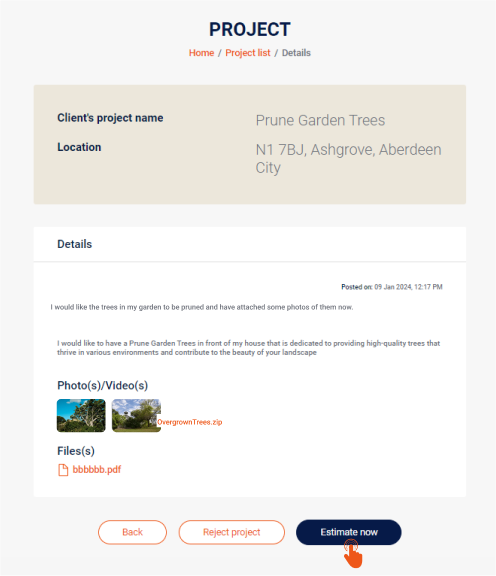 PROJECT
Home / Project list / Details
Client's project name
Prune Garden Trees
Location
N1 7BJ, Ashgrove, Aberdeen
City
Details
Posted on: 09 Jan 2024, 12:17 PM
I would like the trees in my garden to be pruned and have attached some photos of them now.
I would like to have a Prune Garden Trees in front of my house that is dedicated to providing high-quality trees that
thrive in various environments and contribute to the beauty of your landscape
Photo(s)/Video(s)
OvergrownTrees.zip
Files(s)
bbbbbb.pdf
Back
Reject project
Estimate now